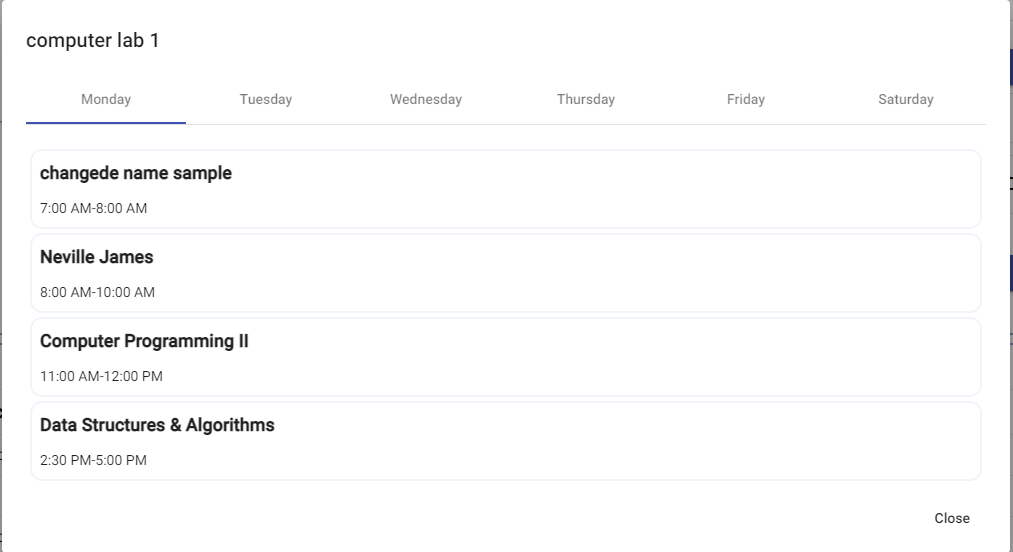 computer lab 1
Monday Tuesday Wednesday Thursday Friday Saturday
changede name sample
7:00 AM-8:00 AM
Neville James
8:00 AM-10:00 AM
Computer Programming II
11:00 AM-12:00 PM
Data Structures & Algorithms
2:30 PM-5:00 PM
Close